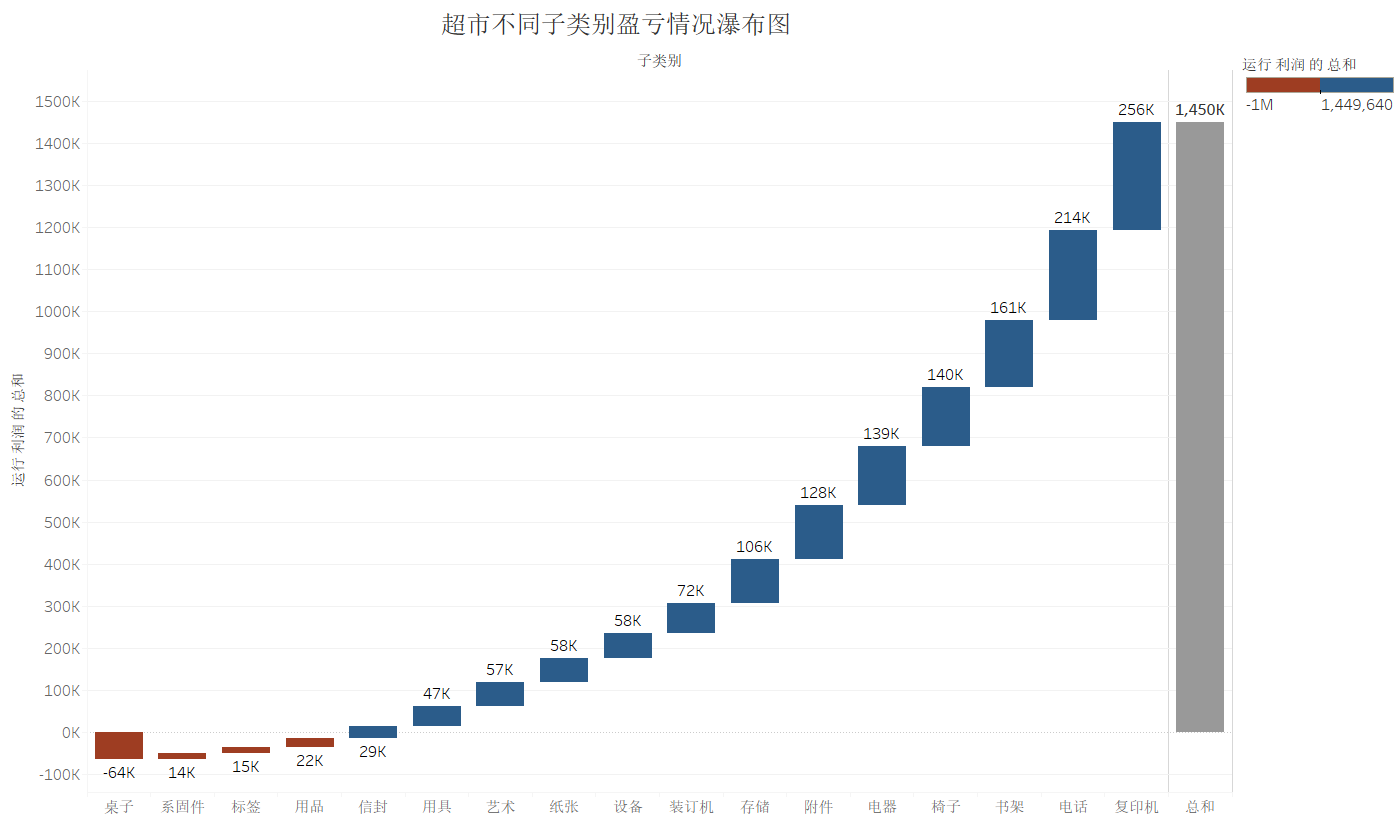 超市不同子类别盈亏情况瀑布图
子类别
运行 利润 的 总和
-1M 1,449,640
运行 利润 的 总和
1500K
1400K
1300K
1200K
1100K
1000K
900K
800K
700K
600K
500K
400K
300K
200K
100K
0K
-100K
-64K
14K
15K
22K
29K
47K
57K
58K
58K
72K
106K
128K
139K
140K
161K
214K
256K
1,450K
桌子 系固件 标签 用品 信封 用具 艺术 纸张 设备 装订机 存储 附件 电器 椅子 书架 电话 复印机 总和